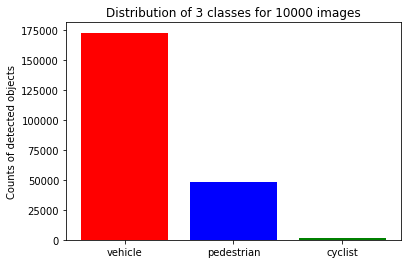 Distribution of 3 classes for 10000 images
Counts of detected objects
175000
150000
125000
100000
75000
50000
25000
0
vehicle pedestrian cyclist